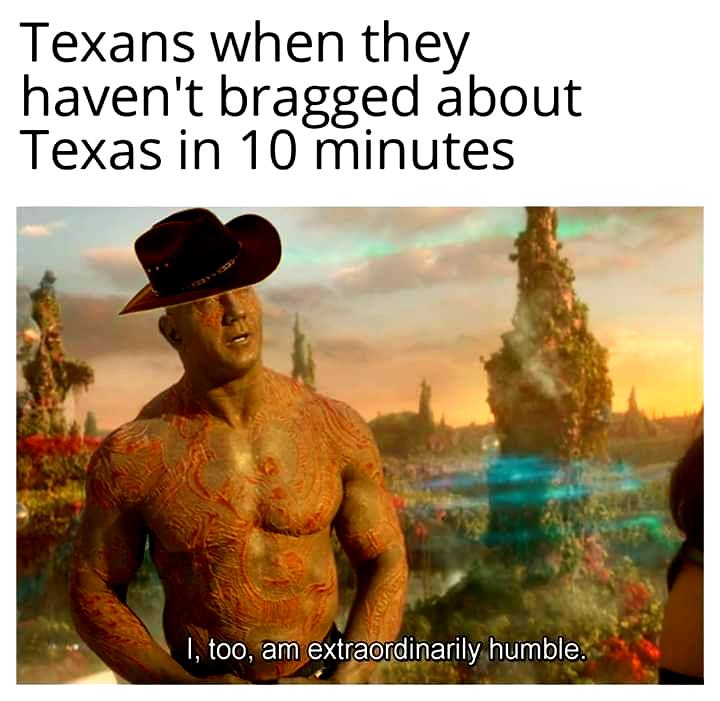 Texans when they
haven't bragged about
Texas in 10 minutes
I, too, am extraordinarily humble.